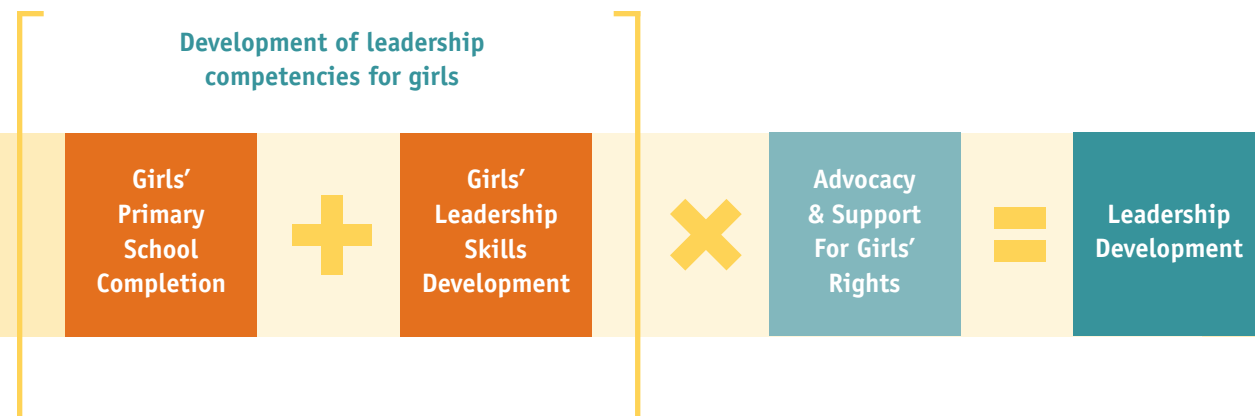 Development of leadership
competencies for girls
Girls’
Primary
School
Completion
Girls’
Leadership
Skills
Development
Advocacy
& Support
For Girls’
Rights
Leadership
Development